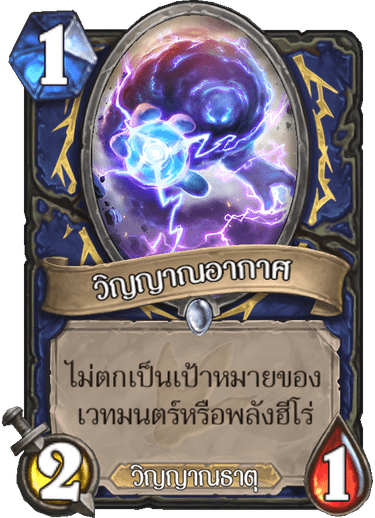 1
วิญญาณอากาศ
ไม่ตกเป็นเป้าหมายของ
เวทมนตร์หรือพลังฮีโร่
2
วิญญาณธาตุ
1